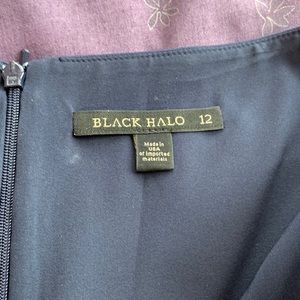 BLACK HALO 12
Made in
USA
of imported
materials